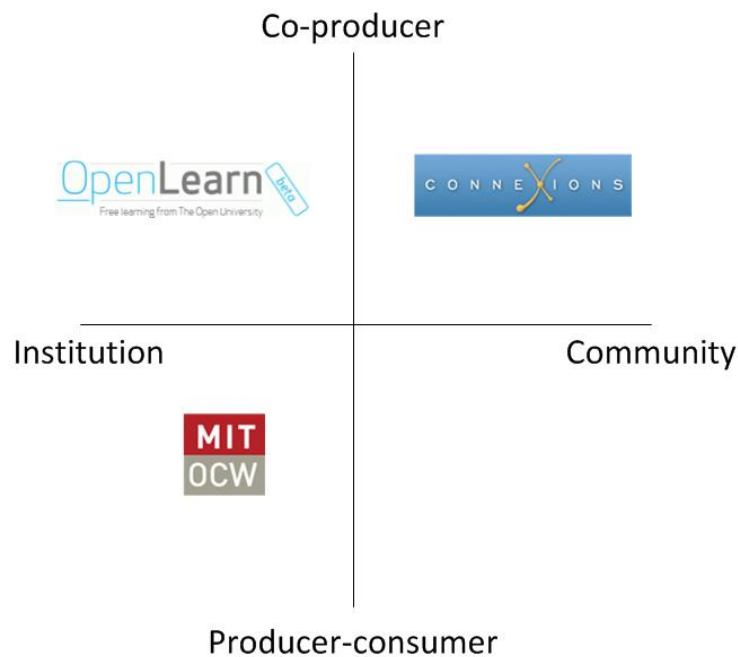 Co-producer
OpenLearn beta
Free learning from The Open University
CONNEXIONS
Institution
Community
MIT
OCW
Producer-consumer